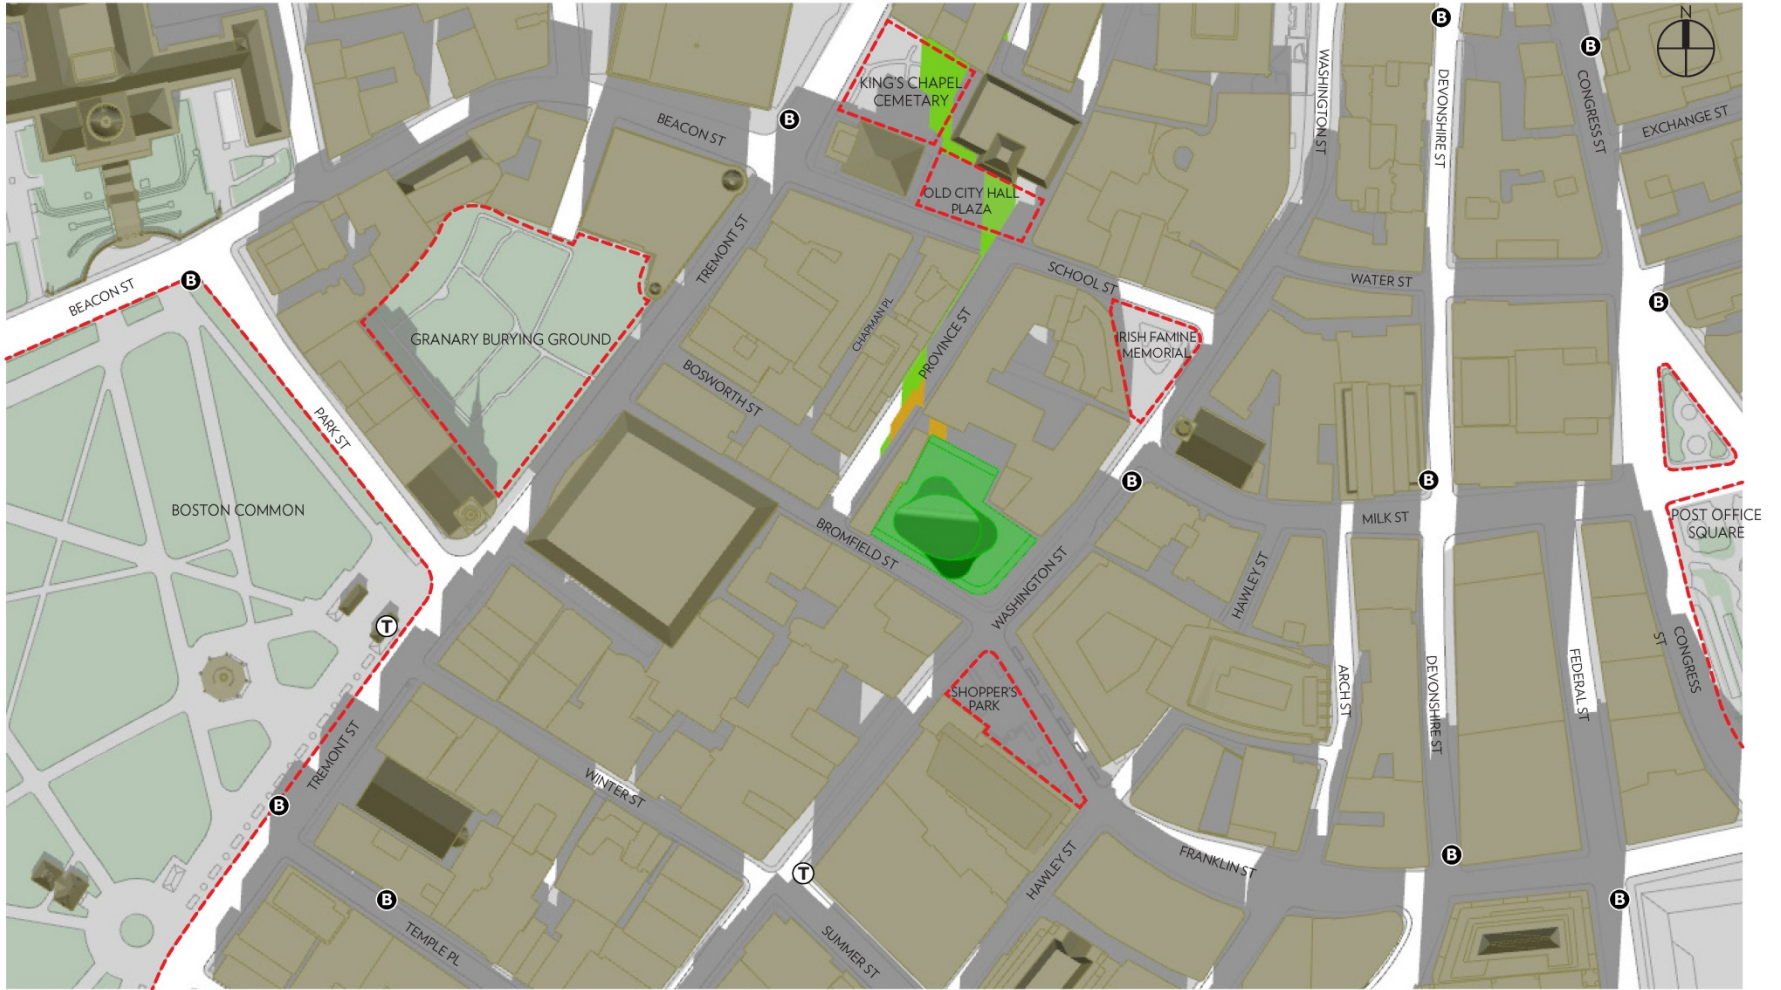 N
B
B
B
KING'S CHAPEL
CEMETARY
BEACON ST
WASHINGTON ST
DEVONSHIRE ST
CONGRESS ST
EXCHANGE ST
OLD CITY HALL
PLAZA
TREMONT ST
SCHOOL ST
WATER ST
BEACON ST
B
B
GRANARY BURYING GROUND
CHAPMAN PL
PROVINCE ST
IRISH FAMINE
MEMORIAL
BOSWORTH ST
PARK ST
B
B
BOSTON COMMON
BROMFIELD ST
MILK ST
POST OFFICE
SQUARE
WASHINGTON ST
HAWLEY ST
T
SHOPPER'S
PARK
ARCH ST
DEVONSHIRE ST
FEDERAL ST
CONGRESS
ST
TREMONT ST
WINTER ST
B
HAWLEY ST
FRANKLIN ST
B
T
B
B
TEMPLE PL
SUMMER ST